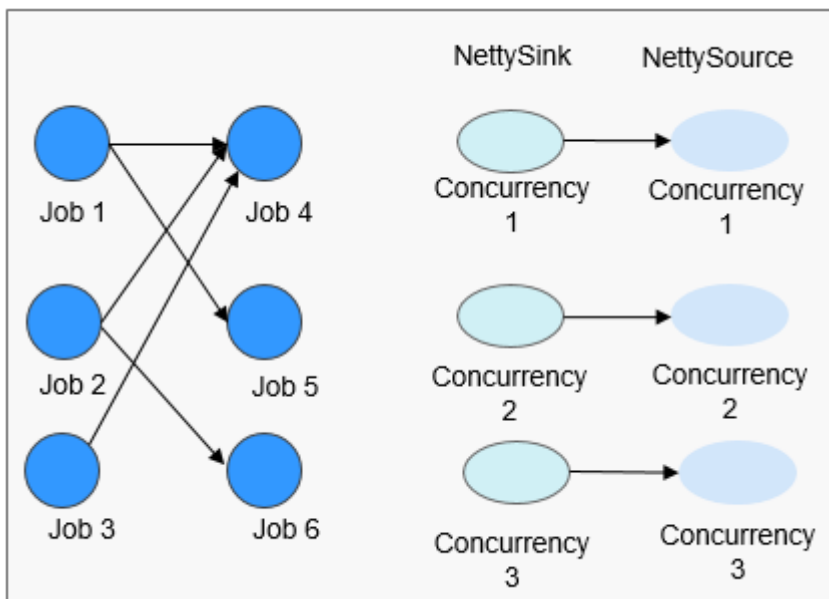 NettySink
NettySource
Job 1
Job 4
Concurrency
1
Concurrency
1
Job 2
Job 5
Concurrency
2
Concurrency
2
Job 3
Job 6
Concurrency
3
Concurrency
3